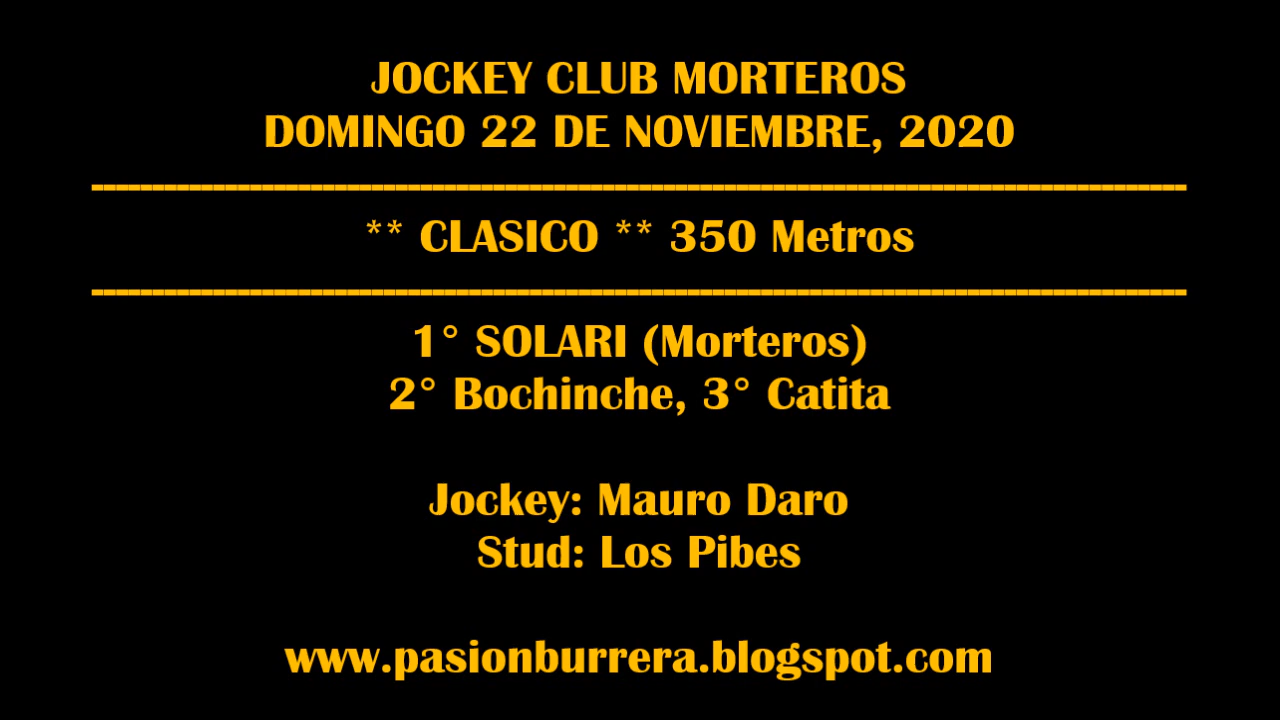 JOCKEY CLUB MORTEROS
DOMINGO 22 DE NOVIEMBRE, 2020
** CLASICO ** 350 Metros
1° SOLARI (Morteros)
2° Bochinche, 3° Catita
Jockey: Mauro Daro
Stud: Los Pibes
www.pasionburrera.blogspot.com